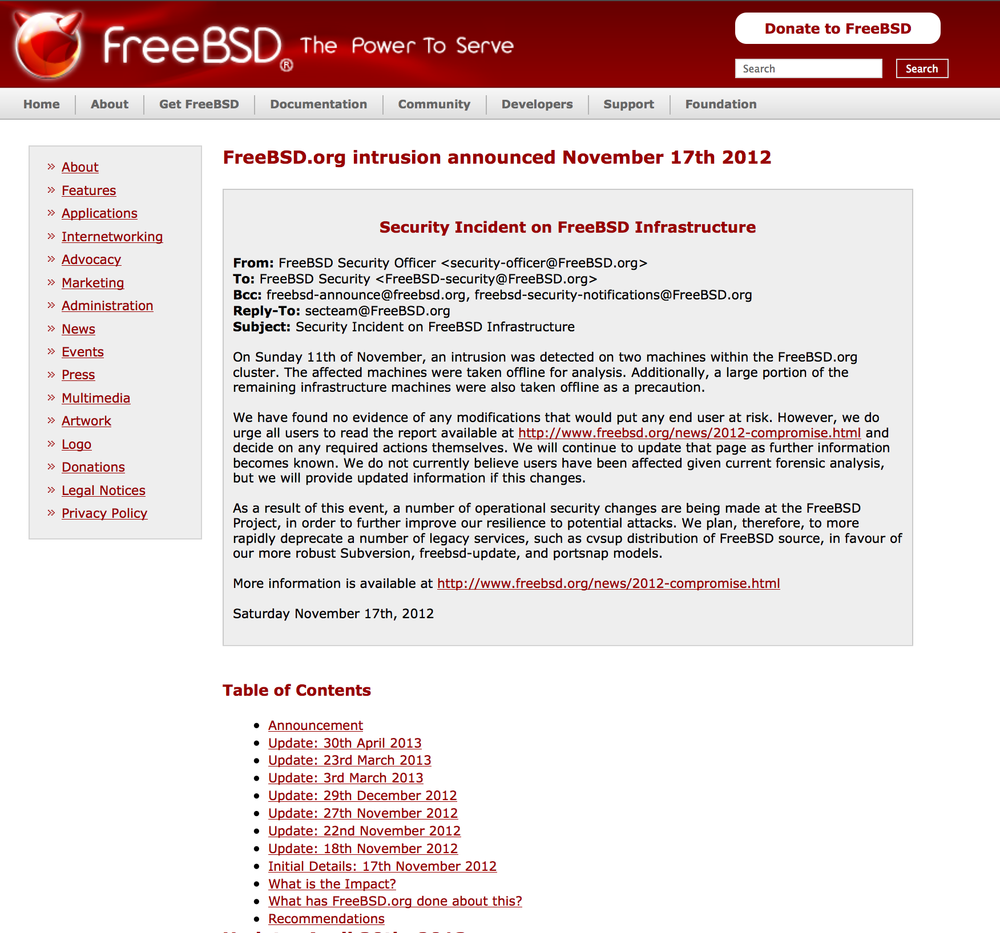 FreeBSD® The Power To Serve
Donate to FreeBSD
Search Search
Home About Get FreeBSD Documentation Community Developers Support Foundation
» About
» Features
» Applications
» Internetworking
» Advocacy
» Marketing
» Administration
» News
» Events
» Press
» Multimedia
» Artwork
» Logo
» Donations
» Legal Notices
» Privacy Policy
FreeBSD.org intrusion announced November 17th 2012
Security Incident on FreeBSD Infrastructure
From: FreeBSD Security Officer <security-officer@FreeBSD.org>
To: FreeBSD Security <FreeBSD-security@FreeBSD.org>
Bcc: freebsd-announce@freebsd.org, freebsd-security-notifications@FreeBSD.org
Reply-To: secteam@FreeBSD.org
Subject: Security Incident on FreeBSD Infrastructure
On Sunday 11th of November, an intrusion was detected on two machines within the FreeBSD.org
cluster. The affected machines were taken offline for analysis. Additionally, a large portion of the
remaining infrastructure machines were also taken offline as a precaution.
We have found no evidence of any modifications that would put any end user at risk. However, we do
urge all users to read the report available at http://www.freebsd.org/news/2012-compromise.html and
decide on any required actions themselves. We will continue to update that page as further information
becomes known. We do not currently believe users have been affected given current forensic analysis,
but we will provide updated information if this changes.
As a result of this event, a number of operational security changes are being made at the FreeBSD
Project, in order to further improve our resilience to potential attacks. We plan, therefore, to more
rapidly deprecate a number of legacy services, such as cvsup distribution of FreeBSD source, in favour of
our more robust Subversion, freebsd-update, and portsnap models.
More information is available at http://www.freebsd.org/news/2012-compromise.html
Saturday November 17th, 2012
Table of Contents
• Announcement
• Update: 30th April 2013
• Update: 23rd March 2013
• Update: 3rd March 2013
• Update: 29th December 2012
• Update: 27th November 2012
• Update: 22nd November 2012
• Update: 18th November 2012
• Initial Details: 17th November 2012
• What is the Impact?
• What has FreeBSD.org done about this?
• Recommendations